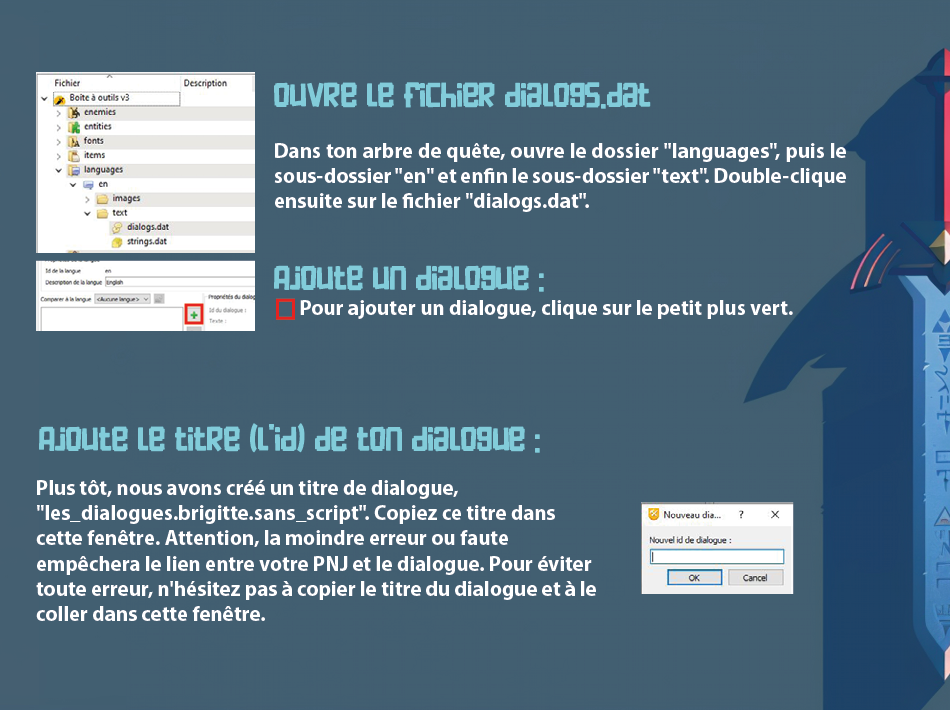 Fichier Description
Boîte à outils v3
enemies
entities
fonts
items
languages
en
images
text
dialogs.dat
strings.dat
Ouvre le fichier dialogs.dat
Dans ton arbre de quête, ouvre le dossier "languages", puis le
sous-dossier "en" et enfin le sous-dossier "text". Double-clique
ensuite sur le fichier "dialogs.dat".
Id de la langue : en
Description de la langue English
Comparer à la langue <Aucune langue>
Propriétés du dialog
Id du dialogue :
Texte :
Ajoute un dialogue :
Pour ajouter un dialogue, clique sur le petit plus vert.
Ajoute le titre (l'id) de ton dialogue :
Plus tôt, nous avons créé un titre de dialogue,
"les_dialogues.brigitte.sans_script". Copiez ce titre dans
cette fenêtre. Attention, la moindre erreur ou faute
empêchera le lien entre votre PNJ et le dialogue. Pour éviter
toute erreur, n'hésitez pas à copier le titre du dialogue et à le
coller dans cette fenêtre.
Nouveau dia... ? X
Nouvel id de dialogue :
OK Cancel